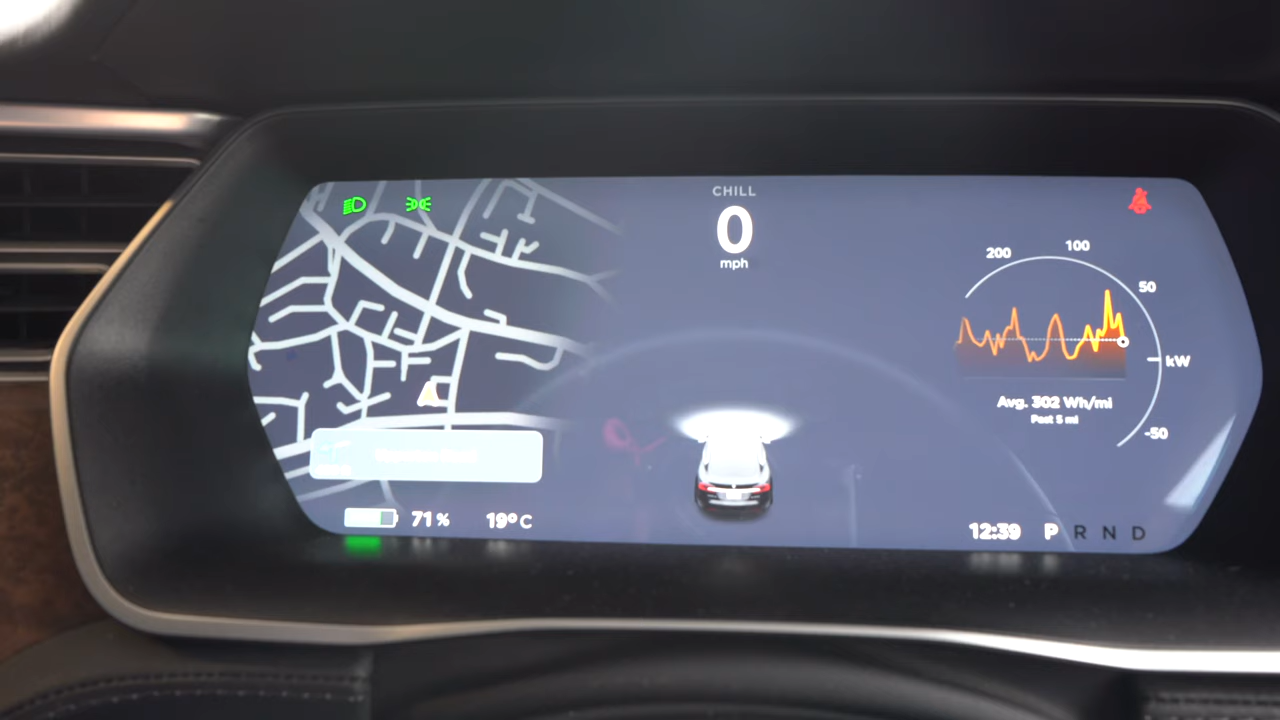 CHILL
0
mph
200
100
50
kW
-50
Avg. 302 Wh/mi
Past 5 mi
71 %
19°C
12:39
P R N D